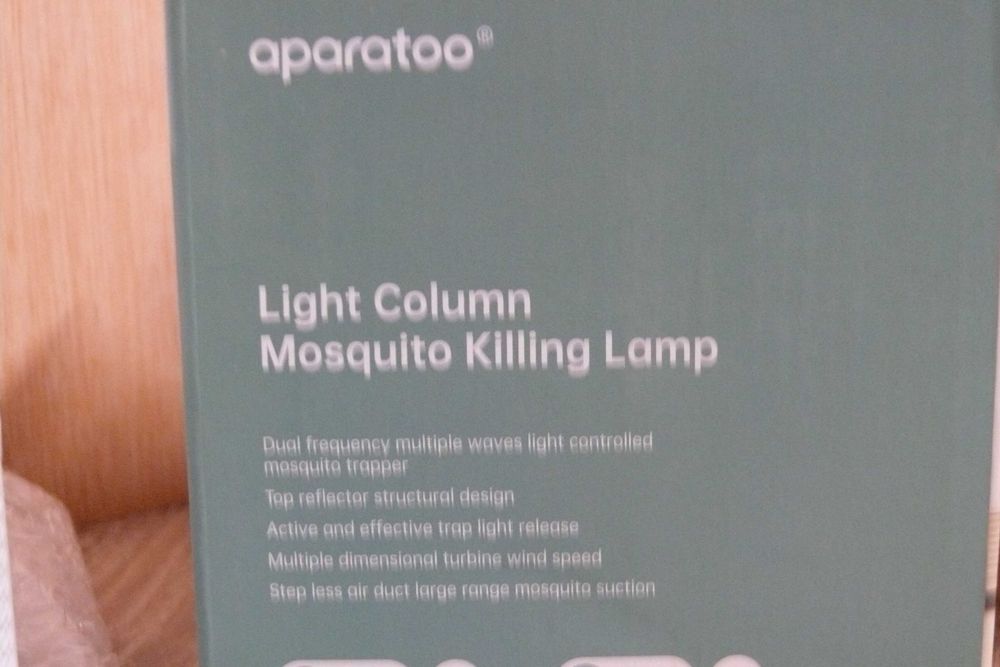 aparatoo®
Light Column
Mosquito Killing Lamp
Dual frequency multiple waves light controlled
mosquito trapper
Top reflector structural design
Active and effective trap light release
Multiple dimensional turbine wind speed
Step less air duct large range mosquito suction